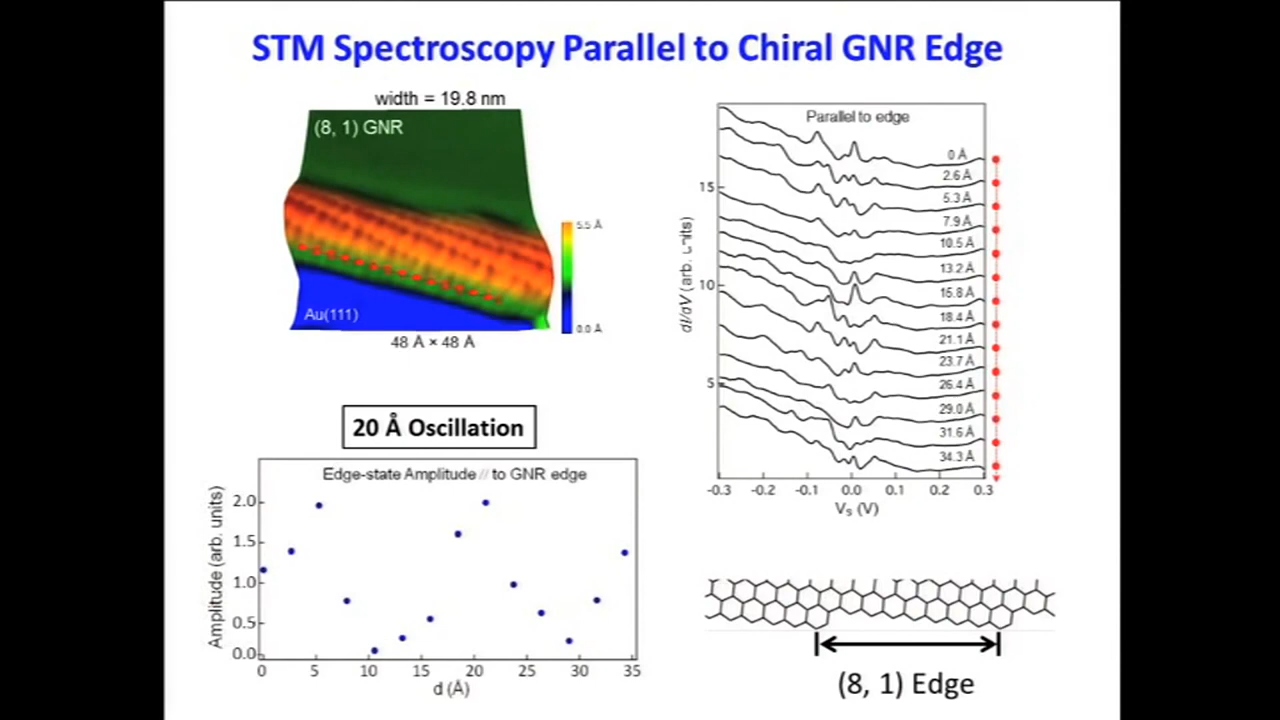 STM Spectroscopy Parallel to Chiral GNR Edge
width = 19.8 nm
(8, 1) GNR
5.5 Å
0.0 Å
Au(111)
48 Å × 48 Å
Parallel to edge
0 Å
2.6 Å
5.3 Å
7.9 Å
10.5 Å
13.2 Å
15.8 Å
18.4 Å
21.1 Å
23.7 Å
26.4 Å
29.0 Å
31.6 Å
34.3 Å
15
10
5
dI/dV (arb. units)
-0.3 -0.2 -0.1 0.0 0.1 0.2 0.3
Vs (V)
20 Å Oscillation
Edge-state Amplitude // to GNR edge
Amplitude (arb. units)
2.0
1.5
1.0
0.5
0.0
0 5 10 15 20 25 30 35
d (Å)
(8, 1) Edge